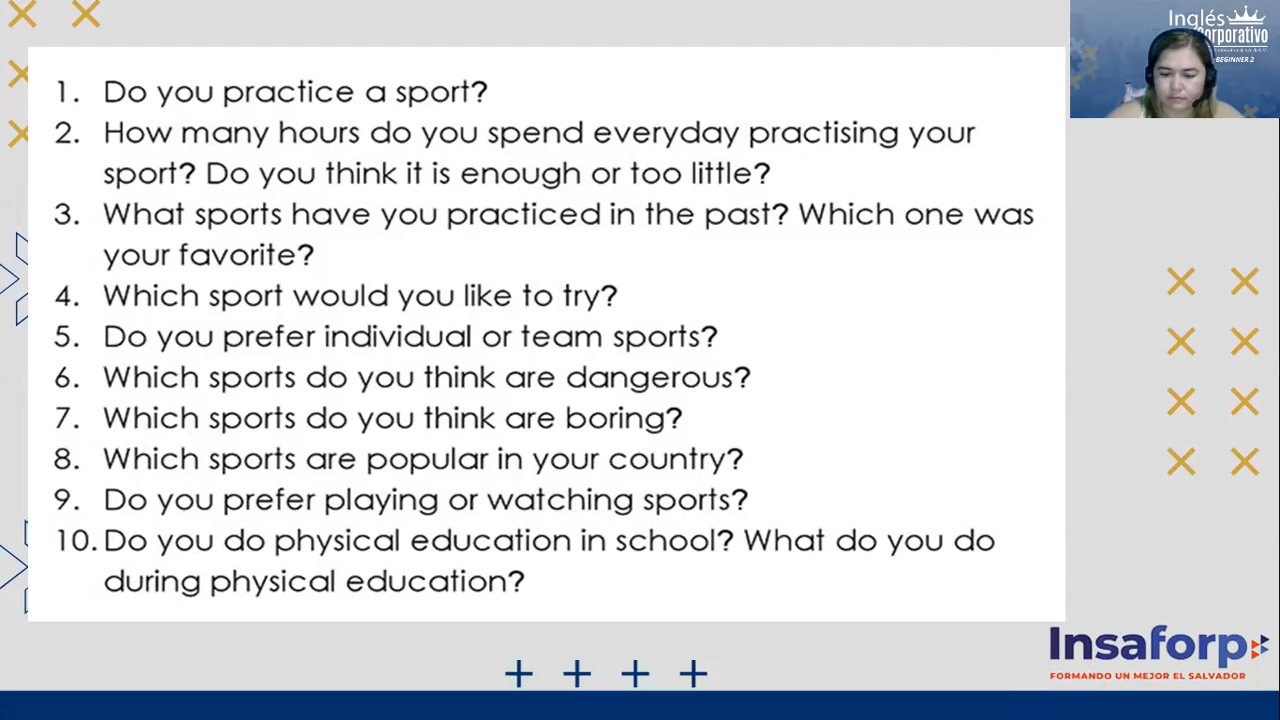 1. Do you practice a sport?
2. How many hours do you spend everyday practising your
sport? Do you think it is enough or too little?
3. What sports have you practiced in the past? Which one was
your favorite?
4. Which sport would you like to try?
5. Do you prefer individual or team sports?
6. Which sports do you think are dangerous?
7. Which sports do you think are boring?
8. Which sports are popular in your country?
9. Do you prefer playing or watching sports?
10. Do you do physical education in school? What do you do
during physical education?
Inglés
Corporativo
BEGINNER 2
Insaforp
FORMANDO UN MEJOR EL SALVADOR